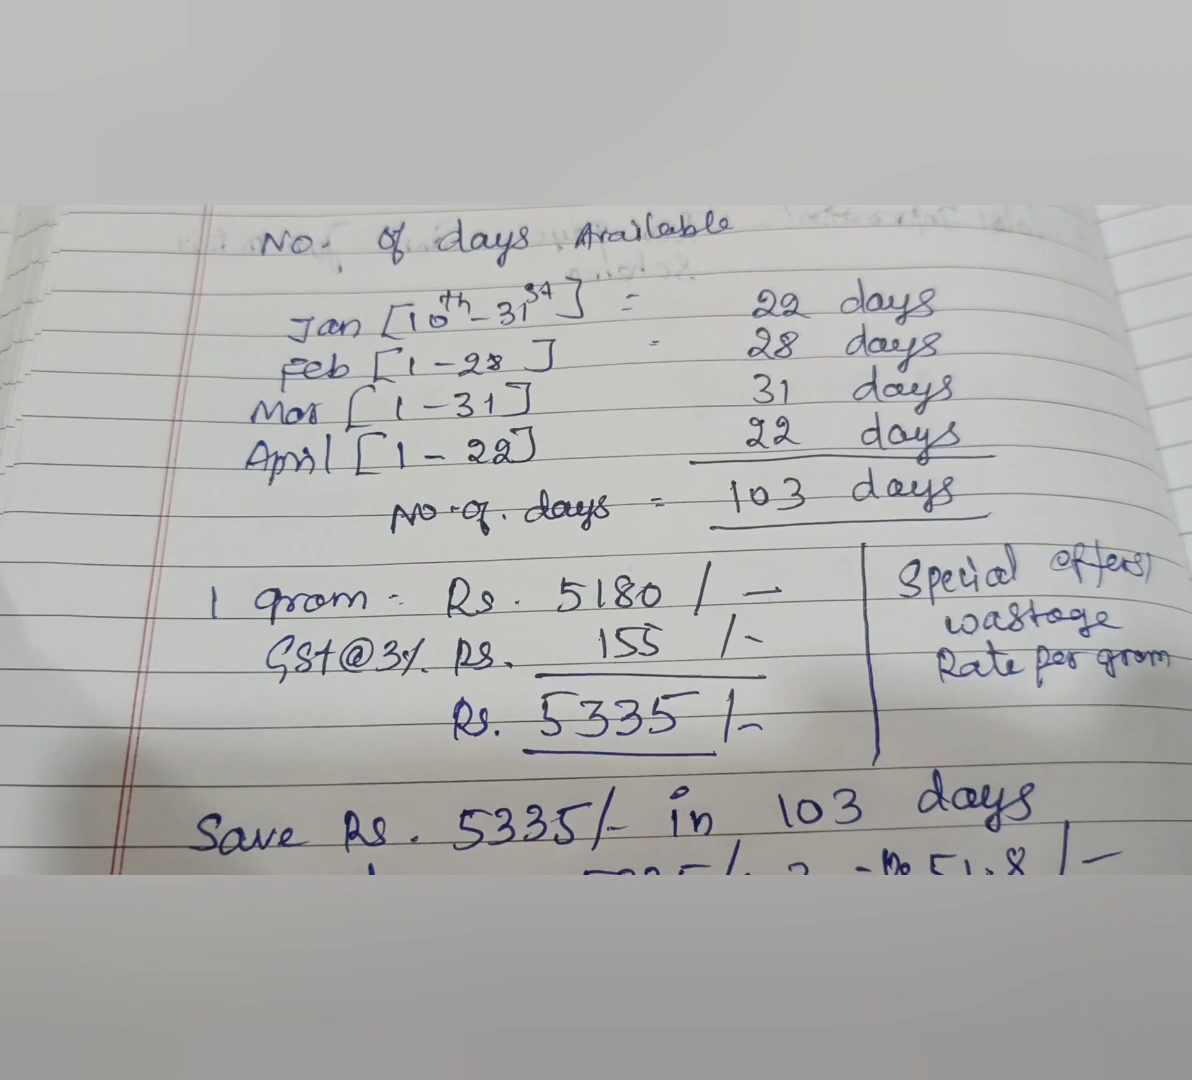 No. of days Available
Jan [10th - 31st] = 22 days
Feb [1 - 28] - 28 days
Mar [1 - 31] 31 days
April [1 - 22] 22 days
No. of. days = 103 days
1 gram - Rs. 5180/-
GSt@3%. Rs. 155/-
Rs. 5335/-
Special offers,
wastage
Rate per gram
Save Rs. 5335/- in 103 days
51.8/-